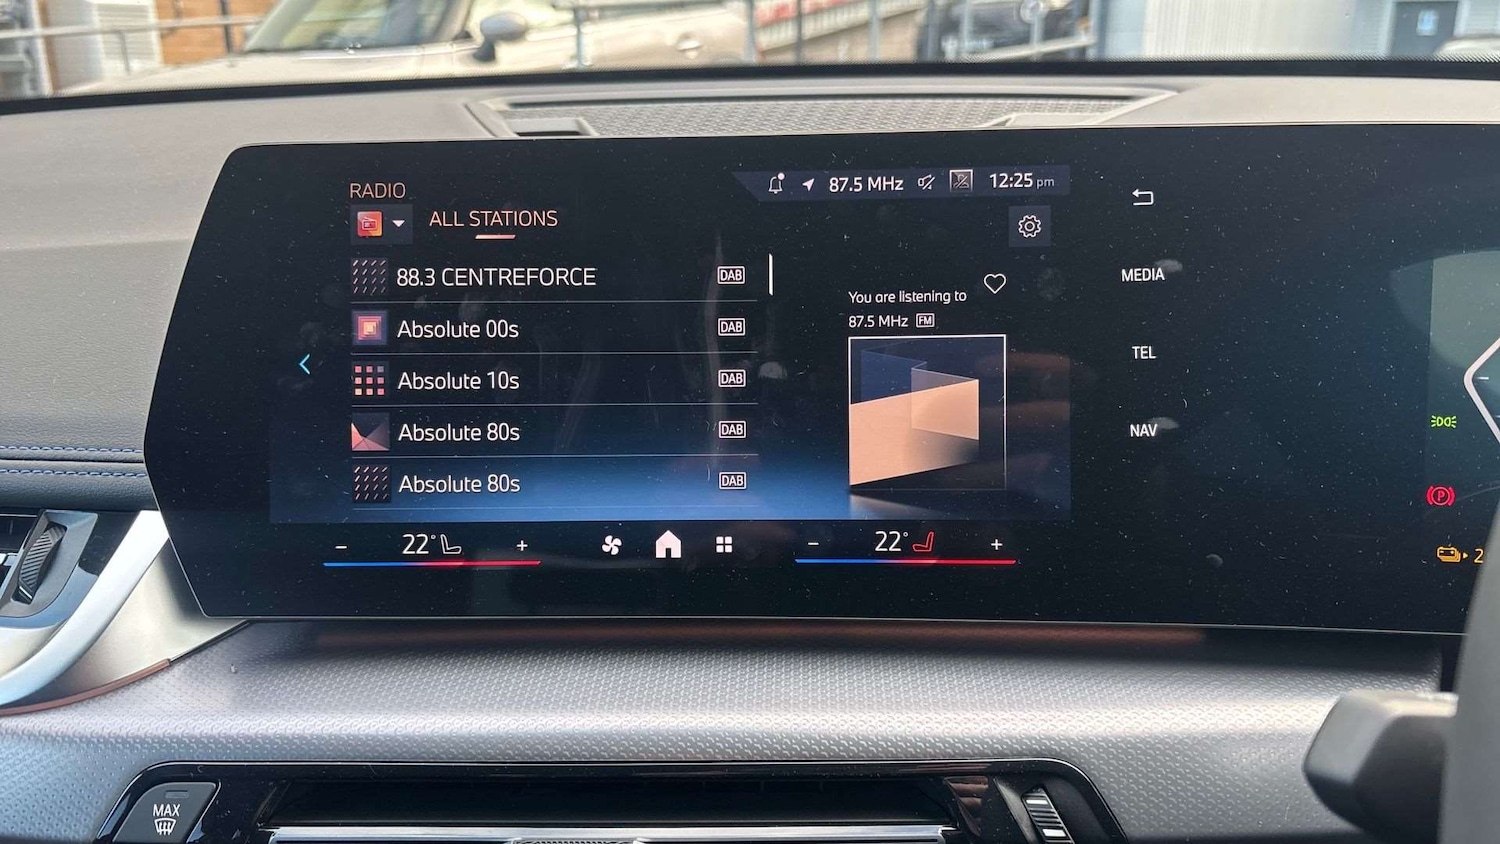 RADIO
87.5 MHz 12:25 pm
ALL STATIONS
88.3 CENTREFORCE DAB
Absolute 00s DAB
Absolute 10s DAB
Absolute 80s DAB
Absolute 80s DAB
You are listening to
87.5 MHz FM
MEDIA
TEL
NAV
P
2
− 22° +
− 22° +
MAX